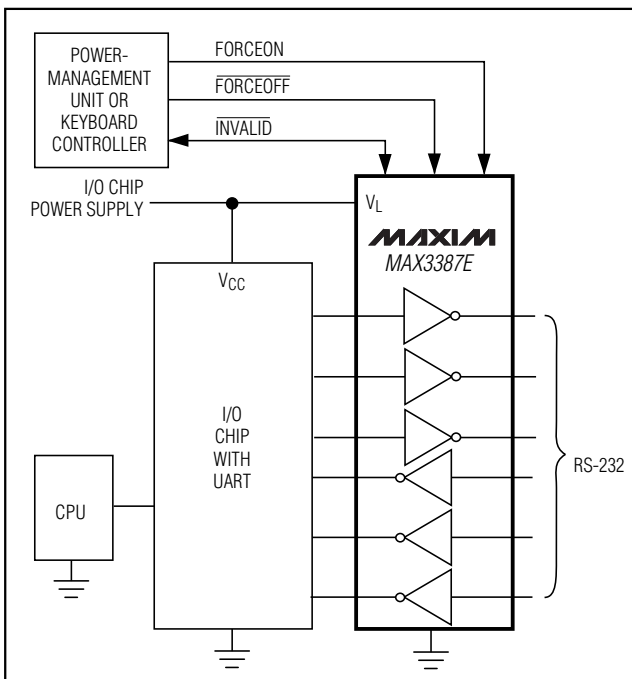 POWER-
MANAGEMENT
UNIT OR
KEYBOARD
CONTROLLER
FORCEON
FORCEOFF
INVALID
I/O CHIP
POWER SUPPLY
VL
MAXIM
MAX3387E
VCC
I/O
CHIP
WITH
UART
CPU
RS-232